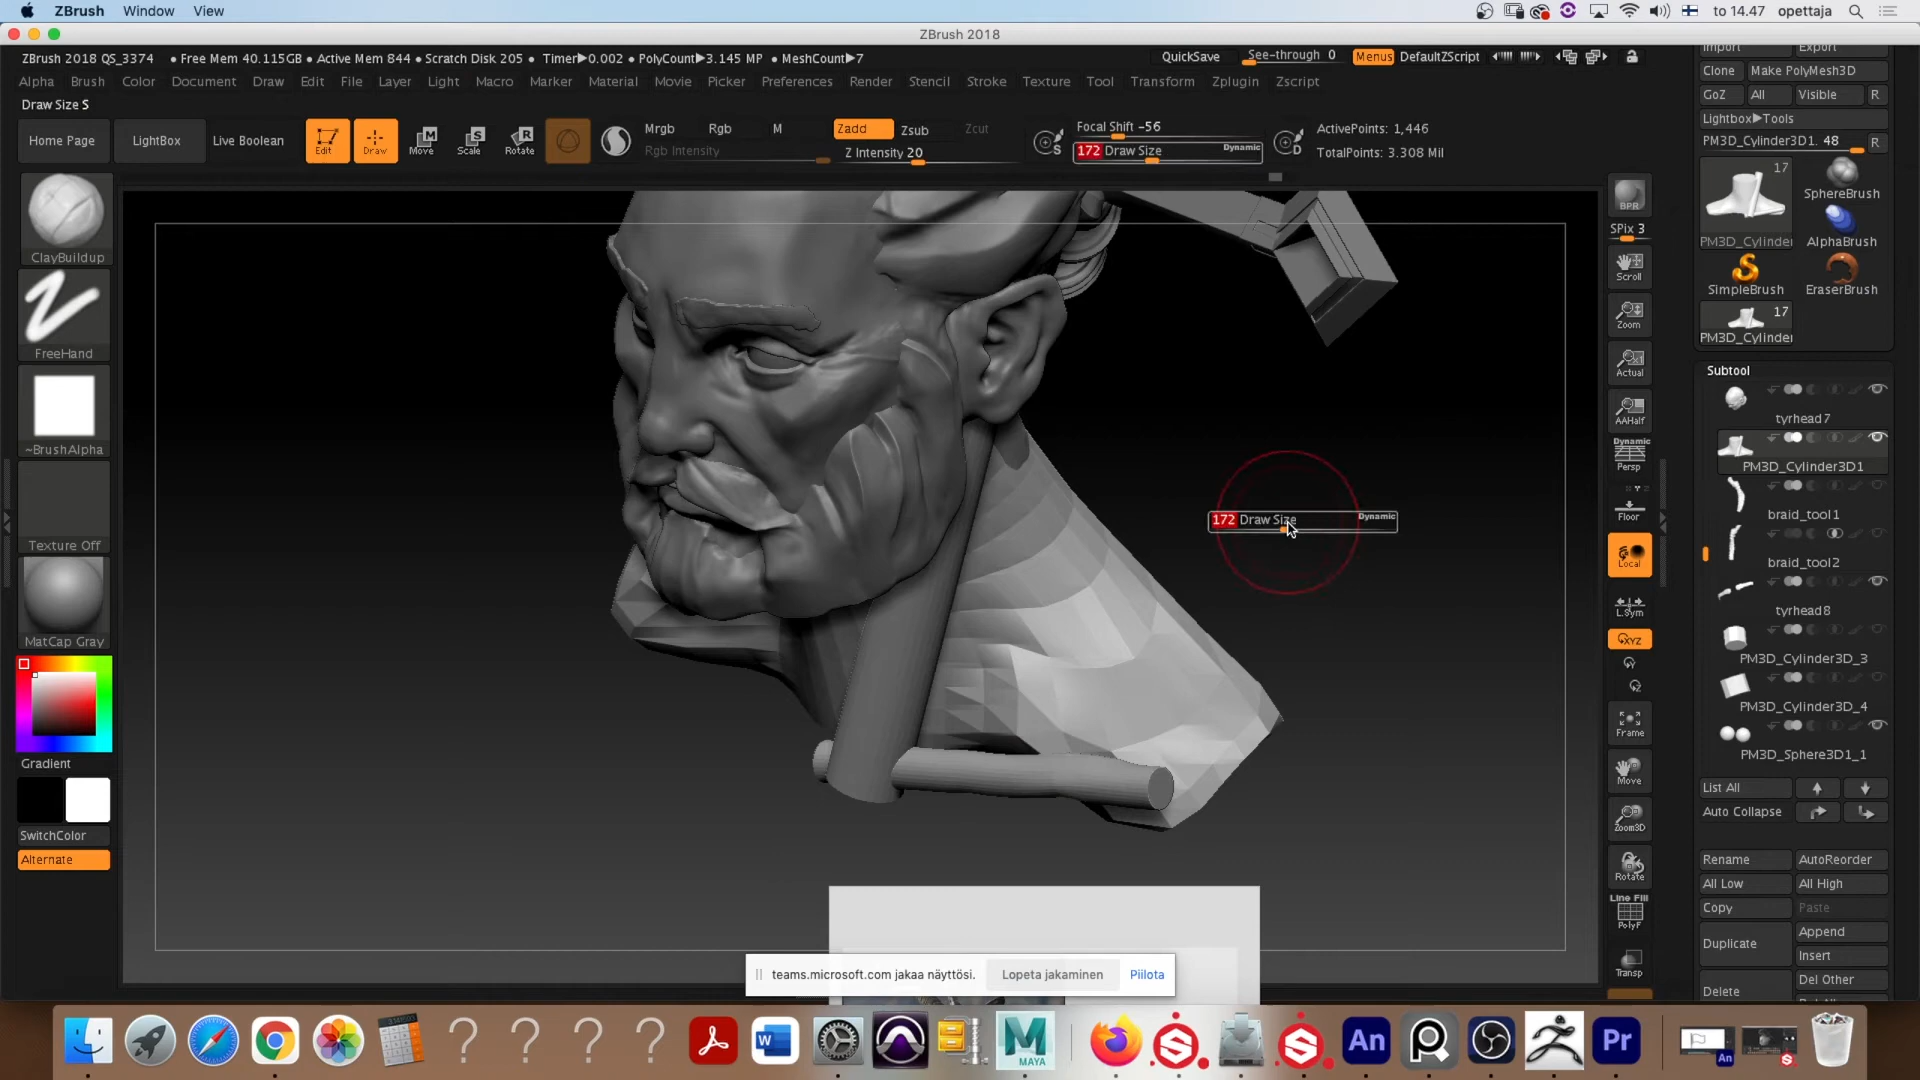 ZBrush Window View
to 14.47 opettaja
ZBrush 2018
ZBrush 2018 QS_3374 • Free Mem 40.115GB • Active Mem 844 • Scratch Disk 205 • Timer▶0.002 • PolyCount▶3.145 MP • MeshCount▶7
QuickSave See-through 0 Menus DefaultZScript
Alpha Brush Color Document Draw Edit File Layer Light Macro Marker Material Movie Picker Preferences Render Stencil Stroke Texture Tool Transform Zplugin Zscript
Draw Size S
Home Page LightBox Live Boolean
Edit Draw Move Scale Rotate
Mrgb Rgb M
Rgb Intensity
Zadd Zsub Zcut
Z Intensity 20
Focal Shift -56
172 Draw Size Dynamic
ActivePoints: 1,446
TotalPoints: 3.308 Mil
ClayBuildup
FreeHand
~BrushAlpha
Texture Off
MatCap Gray
Gradient
SwitchColor
Alternate
172 Draw Size Dynamic
BPR
SPix 3
Scroll
Zoom
Actual
AAHalf
Dynamic
Persp
Floor
Local
L.Sym
XYZ
Frame
Move
Zoom3D
Rotate
Line Fill
PolyF
Transp
Import Export
Clone Make PolyMesh3D
GoZ All Visible R
Lightbox▶Tools
PM3D_Cylinder3D1. 48 R
17
PM3D_Cylinder
SphereBrush
AlphaBrush
SimpleBrush
EraserBrush
17
PM3D_Cylinder
Subtool
tyrhead7
PM3D_Cylinder3D1
braid_tool1
braid_tool2
tyrhead8
PM3D_Cylinder3D_3
PM3D_Cylinder3D_4
PM3D_Sphere3D1_1
List All
Auto Collapse
Rename AutoReorder
All Low All High
Copy Paste
Duplicate Append
Insert
Delete Del Other
teams.microsoft.com jakaa näyttösi. Lopeta jakaminen Piilota
W MAYA An Pr
An